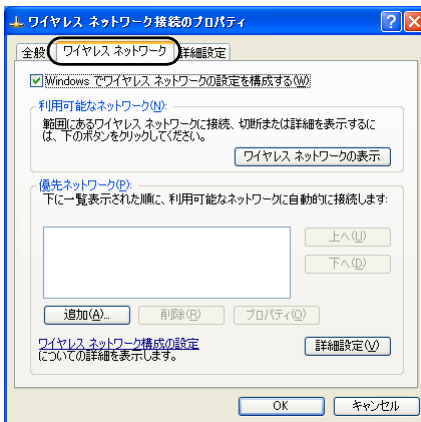 ワイヤレス ネットワーク接続のプロパティ
全般 ワイヤレス ネットワーク 詳細設定
Windows でワイヤレス ネットワークの設定を構成する(W)
利用可能なネットワーク(N):
範囲にあるワイヤレス ネットワークに接続、切断または詳細を表示するに
は、下のボタンをクリックしてください。
ワイヤレス ネットワークの表示
優先ネットワーク(P):
下に一覧表示された順に、利用可能なネットワークに自動的に接続します:
上へ(U)
下へ(D)
追加(A)... 削除(R) プロパティ(O)
ワイヤレス ネットワーク構成の設定
についての詳細を表示します。
詳細設定(V)
OK キャンセル